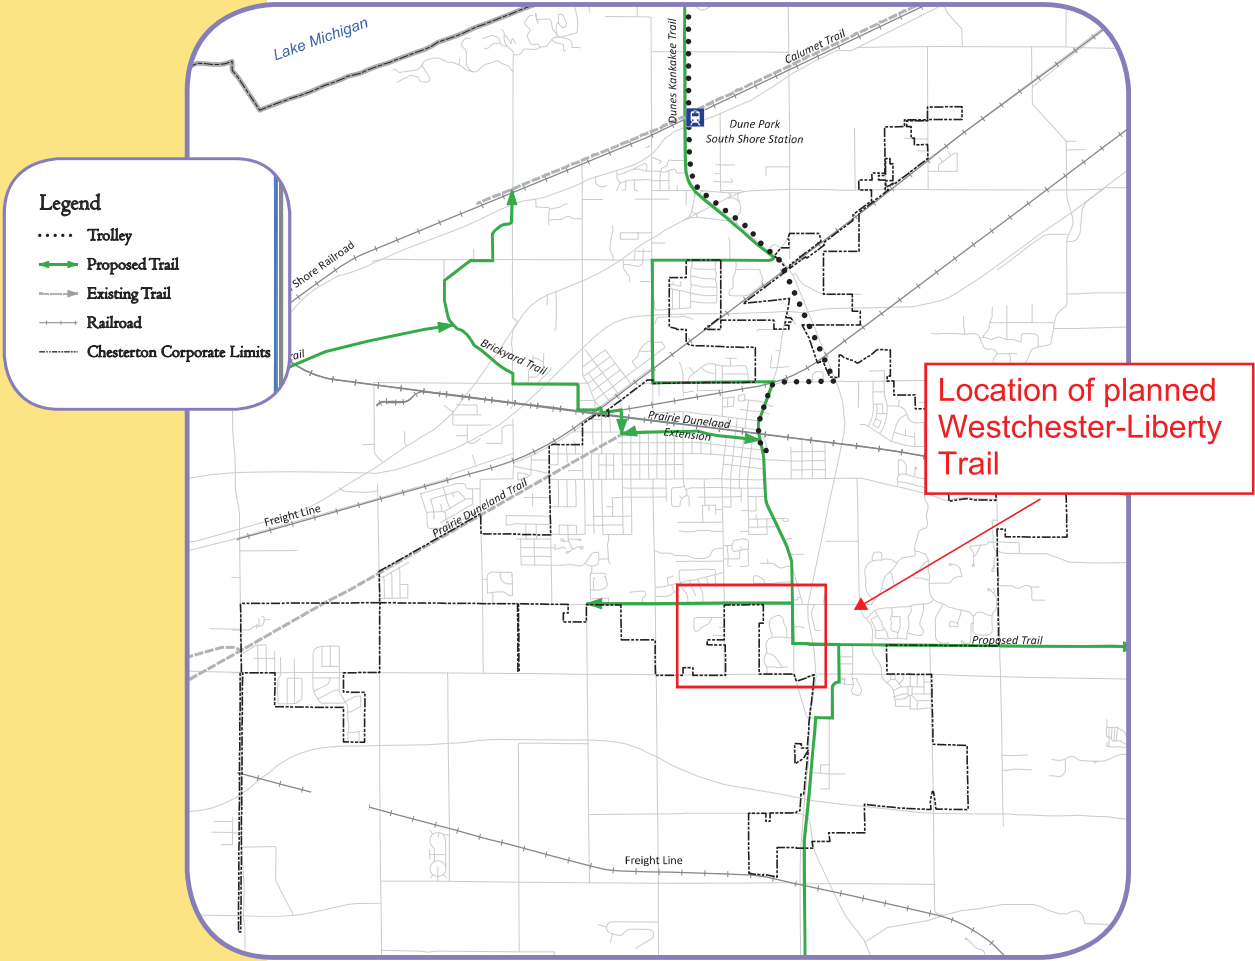 Lake Michigan
Dunes Kankakee Trail
Calumet Trail
Dune Park
South Shore Station
Legend
Trolley
Proposed Trail
Existing Trail
Railroad
Chesterton Corporate Limits
Shore Railroad
rail
Brickyard Trail
Prairie Duneland
Extension
Location of planned
Westchester-Liberty
Trail
Freight Line
Prairie Duneland Trail
Proposed Trail
Freight Line